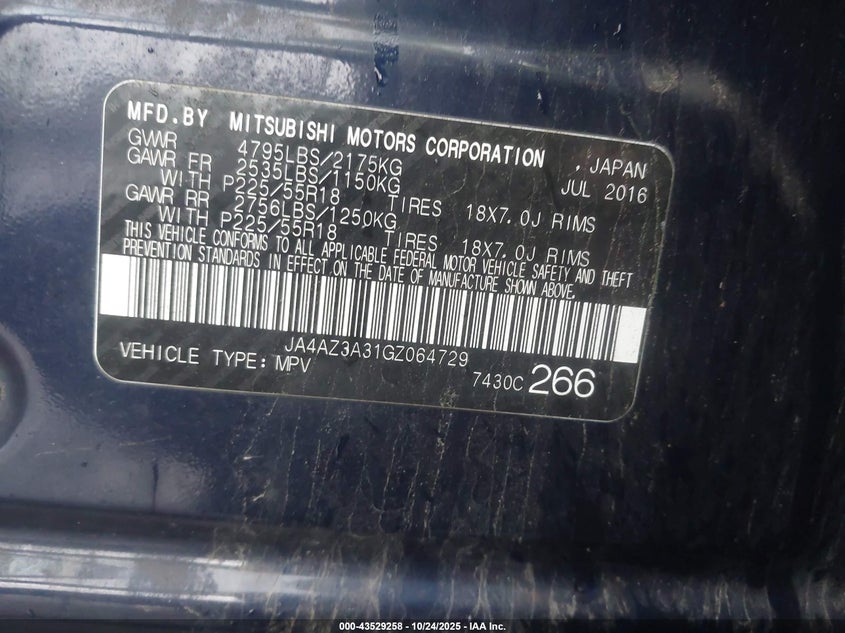 MFD.BY MITSUBISHI MOTORS CORPORATION , JAPAN
GVWR 4795LBS/2175KG JUL 2016
GAWR FR 2535LBS/1150KG
WITH P225/55R18 TIRES 18X7.0J RIMS
GAWR RR 2756LBS/1250KG
WITH P225/55R18 TIRES 18X7.0J RIMS
THIS VEHICLE CONFORMS TO ALL APPLICABLE FEDERAL MOTOR VEHICLE SAFETY AND THEFT
PREVENTION STANDARDS IN EFFECT ON THE DATE OF MANUFACTURE SHOWN ABOVE.
JA4AZ3A31GZ064729
VEHICLE TYPE: MPV 7430C 266
000-43529258 - 10/24/2025 - IAA Inc.